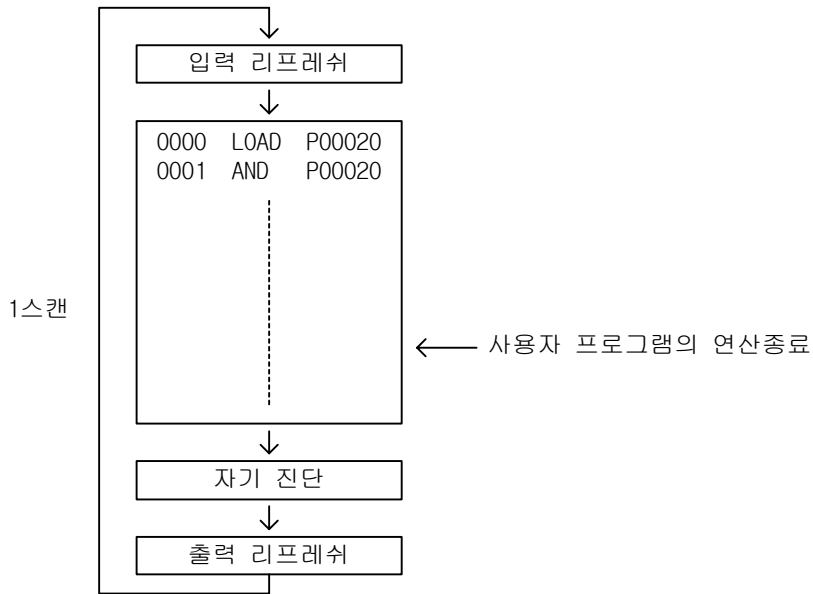 입력 리프레쉬
0000 LOAD P00020
0001 AND P00020
1스캔
사용자 프로그램의 연산종료
자기 진단
출력 리프레쉬